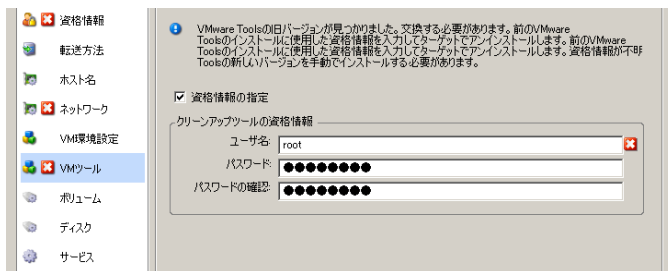 資格情報
転送方法
ホスト名
ネットワーク
VM環境設定
VMツール
ボリューム
ディスク
サービス
VMware Toolsの旧バージョンが見つかりました。交換する必要があります。前のVMware
Toolsのインストールに使用した資格情報を入力してターゲットでアンインストールします。前のVMware
Toolsのインストールに使用した資格情報を入力してターゲットでアンインストールします。資格情報が不明
Toolsの新しいバージョンを手動でインストールする必要があります。
資格情報の指定
クリーンアップツールの資格情報
ユーザ名: root
パスワード: ●●●●●●●●
パスワードの確認: ●●●●●●●●